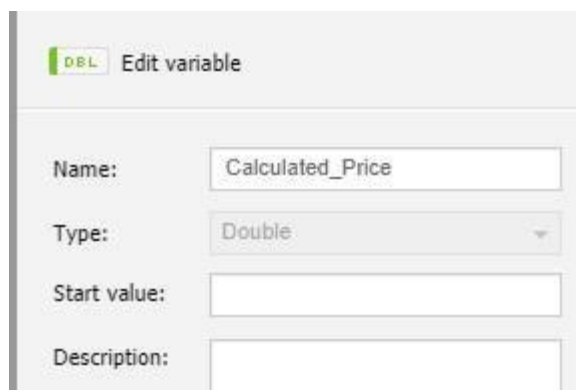 DBL Edit variable
Name: Calculated_Price
Type: Double
Start value:
Description: